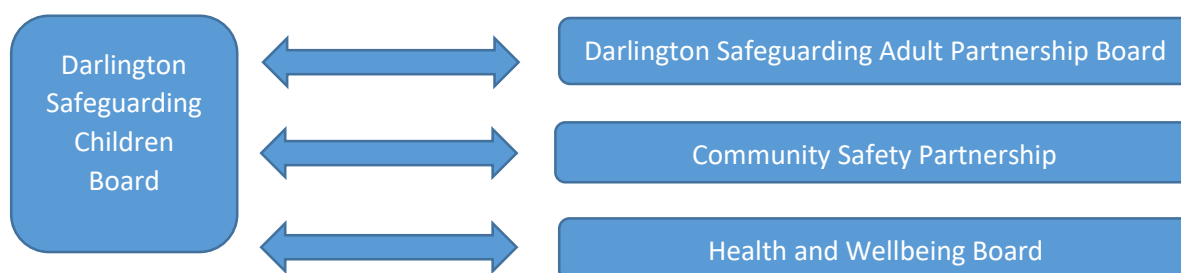 Darlington
Safeguarding
Children
Board
Darlington Safeguarding Adult Partnership Board
Community Safety Partnership
Health and Wellbeing Board